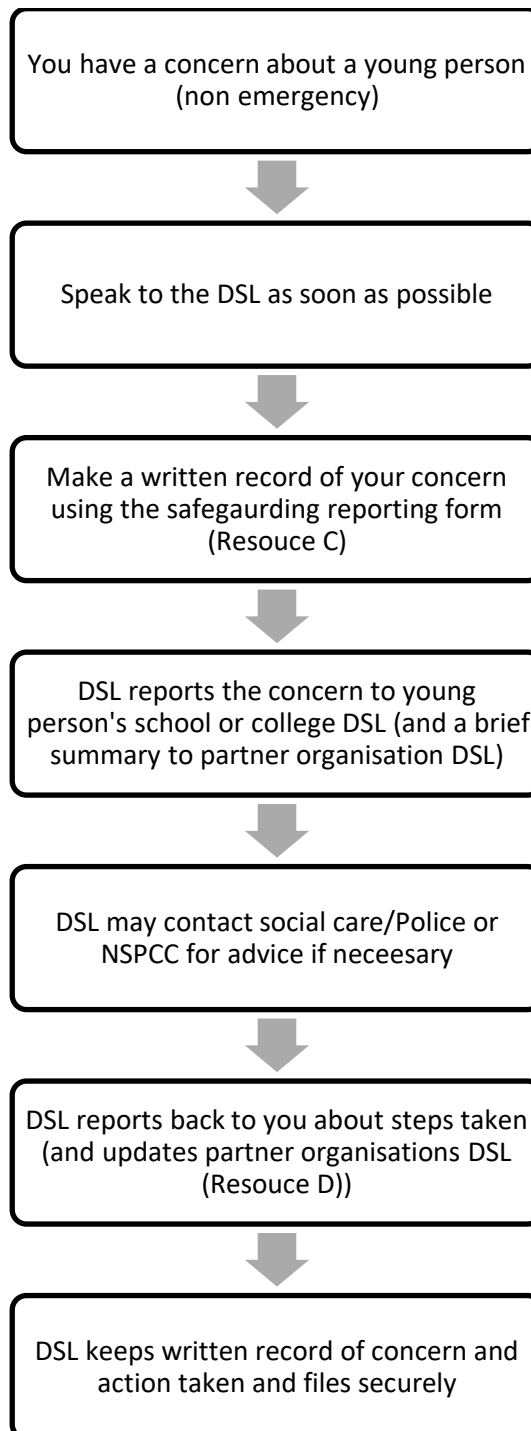 You have a concern about a young person
(non emergency)
Speak to the DSL as soon as possible
Make a written record of your concern
using the safegaurding reporting form
(Resouce C)
DSL reports the concern to young
person's school or college DSL (and a brief
summary to partner organisation DSL)
DSL may contact social care/Police or
NSPCC for advice if neceesary
DSL reports back to you about steps taken
(and updates partner organisations DSL
(Resouce D))
DSL keeps written record of concern and
action taken and files securely